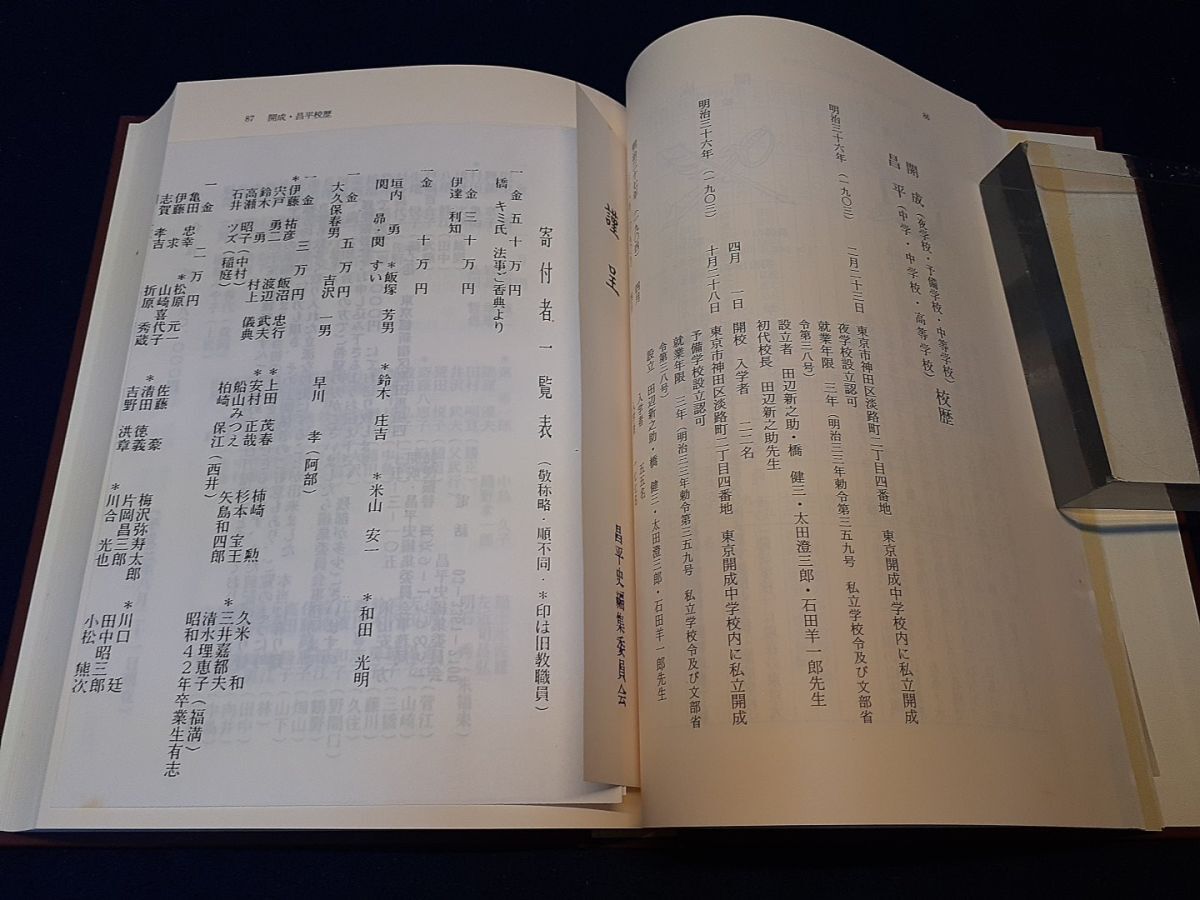 開成(夜学校・予備学校・中等学校)
昌平(中学・中学校・高等学校)
校歴
明治三十六年(一九〇三)
二月二十三日
東京市神田区淡路町二丁目四番地 東京開成中学校内に私立開成
夜学校設立認可
就業年限 三年(明治三二年勅令第三五九号 私立学校令及び文部省
令第三八号)
設立者 田辺新之助・橋 健三・太田澄三郎・石田羊一郎先生
初代校長 田辺新之助先生
四月 一日
開校 入学者 二二名
明治三十六年(一九〇三)
十月二十八日
東京市神田区淡路町二丁目四番地 東京開成中学校内に私立開成
予備学校設立認可
就業年限 三年(明治三二年勅令第三五九号 私立学校令及び文部省
令第三八号)
設立 田辺新之助・橋 健三・太田澄三郎・石田羊一郎先生
謹呈
昌平史編集委員会
87 開成・昌平校歴
寄付者一覧表(敬称略・順不同・*印は旧教職員)
一金 五十万円
橋 キミ氏 法事ご香典より
一金 三十万円
伊達 利知
一金 十万円
垣内 勇 *飯塚 芳男 *鈴木 庄吉 *米山 安一 *和田 光明
関 昴・関 すい
一金 五万円
大久保春男 吉沢 一男 早川 孝(阿部)
一金 三万円
*伊藤 祐彦 飯沼 忠行 *上田 茂春 柿崎 勲 久米 和
宍戸 勇二 渡辺 武夫 *安村 正哉 杉本 宝王 *三井嘉都夫
鈴木 勇 村上 儀典 船山みつえ 矢島和四郎 清水理恵子(福満)
高瀬 昭子(中村) 柏崎 保江(西井) 昭和42年卒業生有志
石井 ツズ(稲庭)
一金 二万円
亀田 忠幸 *松原 元一 佐藤 豪 梅沢弥寿太郎 *川口 廷
伊藤 求 山崎喜代子 *清田 徳義 片岡昌三郎 田中昭三郎
志賀 孝吉 折原 秀蔵 吉野 洪章 *川合 光也 小松 熊次